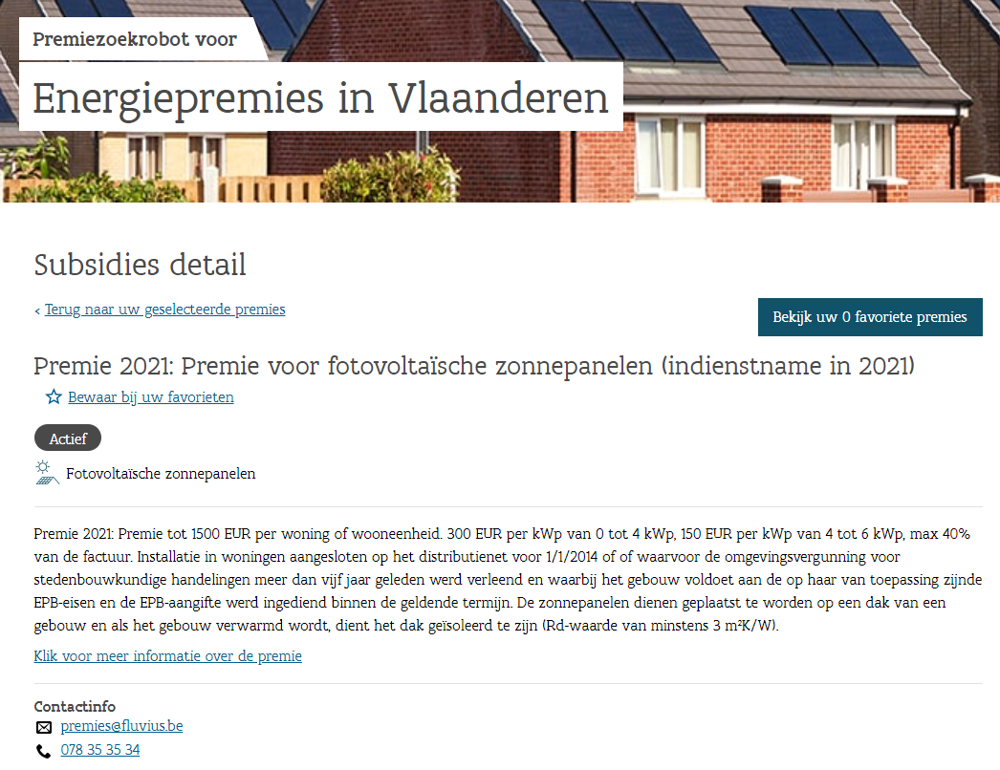 Premiezoekrobot voor
Energiepremies in Vlaanderen
Subsidies detail
< Terug naar uw geselecteerde premies
Bekijk uw 0 favoriete premies
Premie 2021: Premie voor fotovoltaïsche zonnepanelen (indienstname in 2021)
Bewaar bij uw favorieten
Actief
Fotovoltaïsche zonnepanelen
Premie 2021: Premie tot 1500 EUR per woning of wooneenheid. 300 EUR per kWp van 0 tot 4 kWp, 150 EUR per kWp van 4 tot 6 kWp, max 40%
van de factuur. Installatie in woningen aangesloten op het distributienet voor 1/1/2014 of of waarvoor de omgevingsvergunning voor
stedenbouwkundige handelingen meer dan vijf jaar geleden werd verleend en waarbij het gebouw voldoet aan de op haar van toepassing zijnde
EPB-eisen en de EPB-aangifte werd ingediend binnen de geldende termijn. De zonnepanelen dienen geplaatst te worden op een dak van een
gebouw en als het gebouw verwarmd wordt, dient het dak geïsoleerd te zijn (Rd-waarde van minstens 3 m²K/W).
Klik voor meer informatie over de premie
Contactinfo
premies@fluvius.be
078 35 35 34